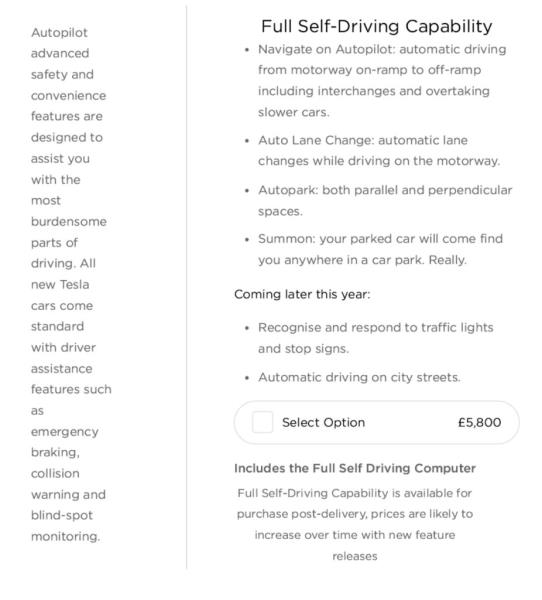 Autopilot
advanced
safety and
convenience
features are
designed to
assist you
with the
most
burdensome
parts of
driving. All
new Tesla
cars come
standard
with driver
assistance
features such
as
emergency
braking,
collision
warning and
blind-spot
monitoring.
Full Self-Driving Capability
• Navigate on Autopilot: automatic driving
from motorway on-ramp to off-ramp
including interchanges and overtaking
slower cars.
• Auto Lane Change: automatic lane
changes while driving on the motorway.
• Autopark: both parallel and perpendicular
spaces.
• Summon: your parked car will come find
you anywhere in a car park. Really.
Coming later this year:
• Recognise and respond to traffic lights
and stop signs.
• Automatic driving on city streets.
Select Option £5,800
Includes the Full Self Driving Computer
Full Self-Driving Capability is available for
purchase post-delivery, prices are likely to
increase over time with new feature
releases